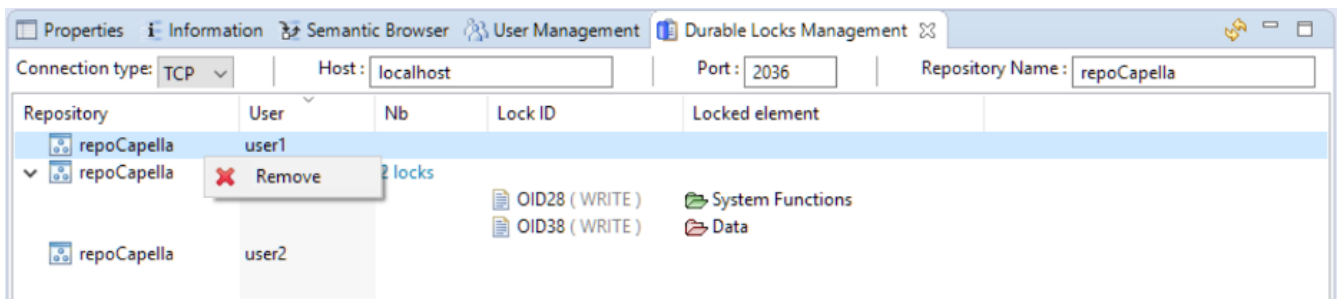 Properties Information Semantic Browser User Management Durable Locks Management
Connection type: TCP Host : localhost Port : 2036 Repository Name : repoCapella
Repository User Nb Lock ID Locked element
repoCapella user1
repoCapella 2 locks
Remove
OID28 ( WRITE ) System Functions
OID38 ( WRITE ) Data
repoCapella user2